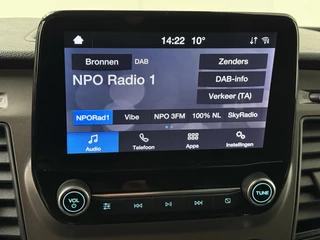 14:22 10°
Bronnen DAB Zenders
NPO Radio 1 DAB-info
Verkeer (TA)
NPORad1 Vibe NPO 3FM 100% NL SkyRadio
Audio Telefoon Apps Instellingen
VOL TUNE